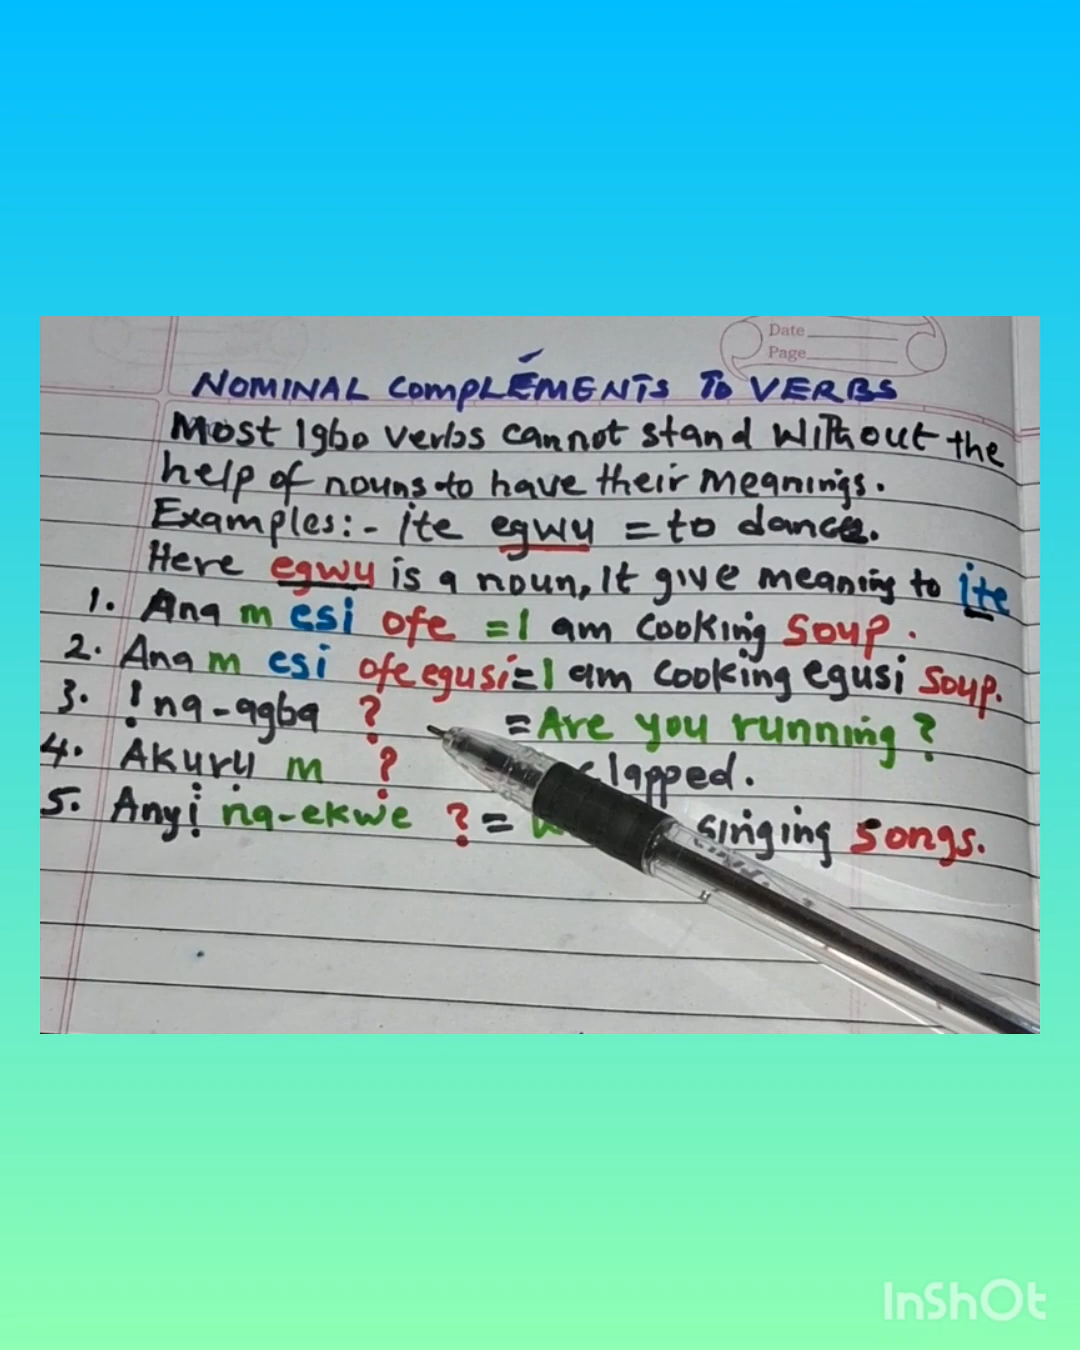 Date
Page
NOMINAL COMPLÉMENTS TO VERBS
Most Igbo verbs cannot stand without the
help of nouns to have their meanings.
Examples:- ite egwu = to dance.
Here egwu is a noun, It give meaning to ite
1. Ana m esi ofe = I am cooking soup.
2. Ana m esi ofe egusi = I am cooking egusi soup.
3. Ị na-agba ? = Are you running ?
4. Akụrụ m ? clapped.
5. Anyị na-ekwe ? = singing songs.
InShOt